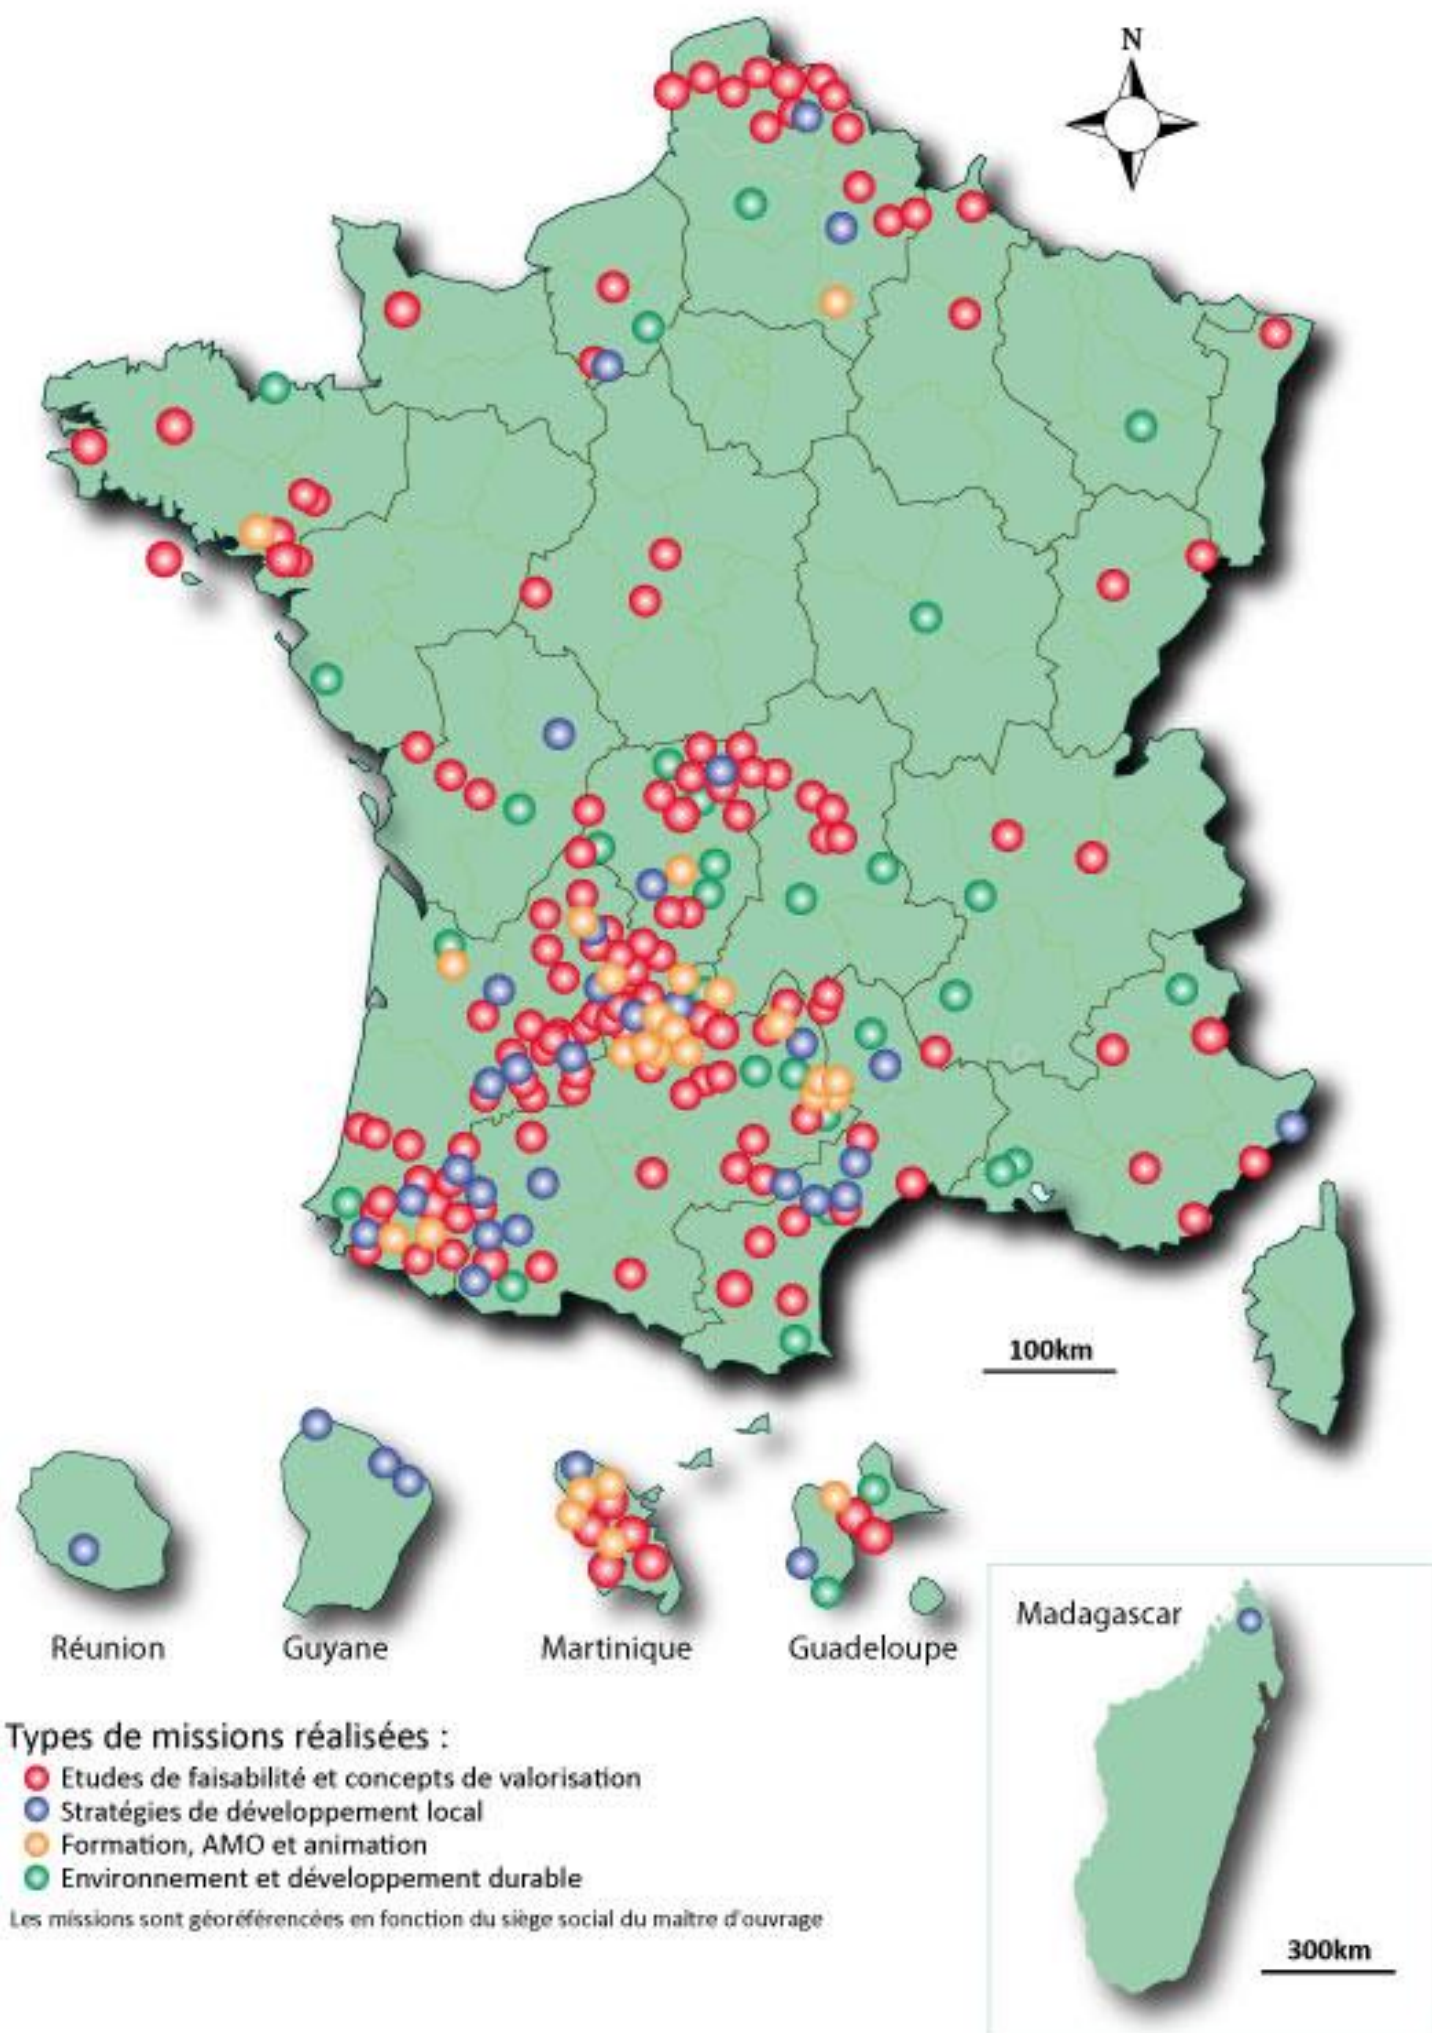 N
100km
Réunion
Guyane
Martinique
Guadeloupe
Madagascar
Types de missions réalisées :
Etudes de faisabilité et concepts de valorisation
Stratégies de développement local
Formation, AMO et animation
Environnement et développement durable
Les missions sont géoréférencées en fonction du siège social du maître d'ouvrage
300km